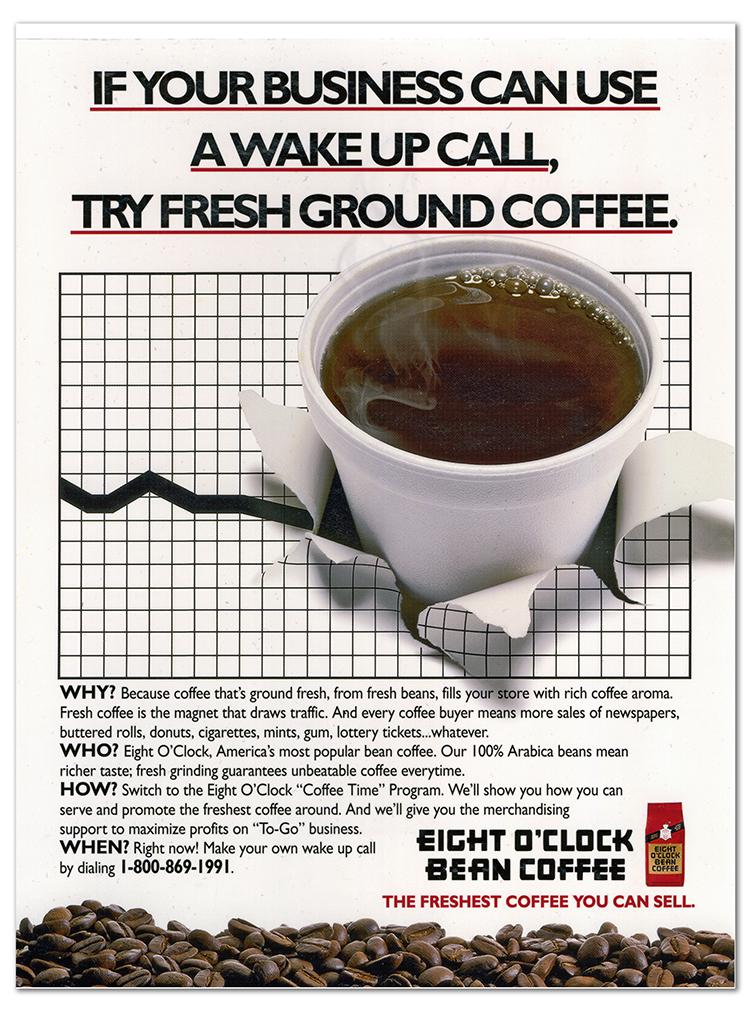 IF YOUR BUSINESS CAN USE
A WAKE UP CALL,
TRY FRESH GROUND COFFEE.
WHY? Because coffee that's ground fresh, from fresh beans, fills your store with rich coffee aroma.
Fresh coffee is the magnet that draws traffic. And every coffee buyer means more sales of newspapers,
buttered rolls, donuts, cigarettes, mints, gum, lottery tickets...whatever.
WHO? Eight O'Clock, America's most popular bean coffee. Our 100% Arabica beans mean
richer taste; fresh grinding guarantees unbeatable coffee everytime.
HOW? Switch to the Eight O'Clock “Coffee Time” Program. We'll show you how you can
serve and promote the freshest coffee around. And we'll give you the merchandising
support to maximize profits on “To-Go” business.
WHEN? Right now! Make your own wake up call
by dialing 1-800-869-1991.
EIGHT O'CLOCK
BEAN COFFEE
EIGHT
O'CLOCK
BEAN
COFFEE
THE FRESHEST COFFEE YOU CAN SELL.